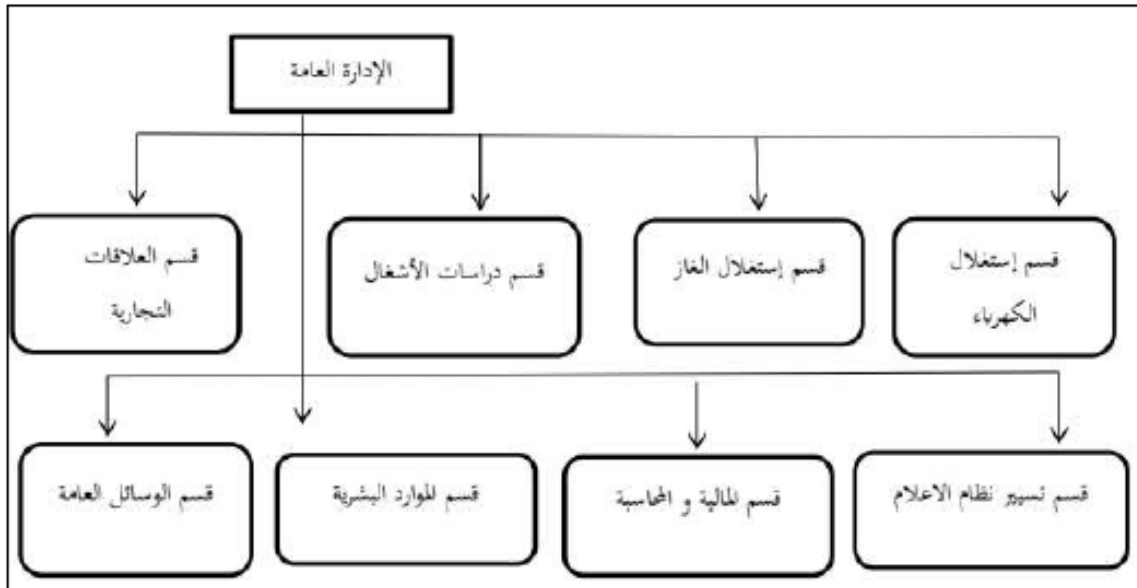 الإدارة العامة
قسم إستغلال
الكهرباء
قسم إستغلال الغاز
قسم دراسات الأشغال
قسم العلاقات
التجارية
قسم تسيير نظام الاعلام
قسم المالية و المحاسبة
قسم الموارد البشرية
قسم الوسائل العامة